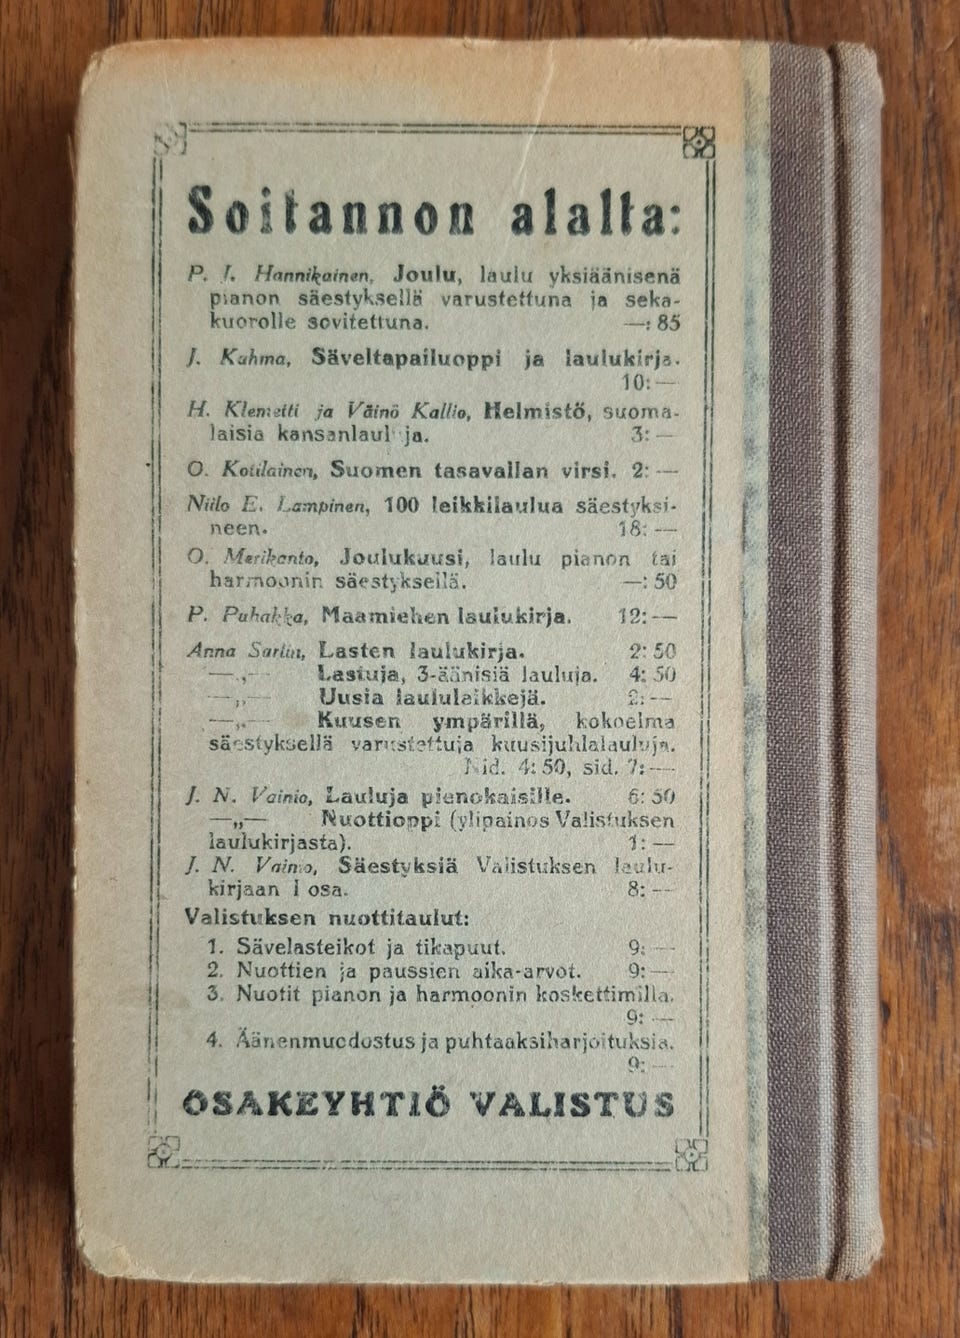 Soitannon alalta:
P. J. Hannikainen, Joulu, laulu yksiäänisenä
pianon säestyksellä varustettuna ja seka-
kuorolle sovitettuna. —: 85
J. Kahma, Säveltapailuoppi ja laulukirja.
10: —
H. Klemetti ja Väinö Kallio, Helmistö, suoma-
laisia kansanlauluja. 3: —
O. Kotilainen, Suomen tasavallan virsi. 2: —
Niilo E. Lampinen, 100 leikkilaulua säestyksi-
neen. 18: —
O. Merikanto, Joulukuusi, laulu pianon tai
harmoonin säestyksellä. —: 50
P. Puhakka, Maamiehen laulukirja. 12: —
Anna Sarlin, Lasten laulukirja. 2: 50
—„— Lastuja, 3-äänisiä lauluja. 4: 50
—„— Uusia laululeikkejä. 2: —
—„— Kuusen ympärillä, kokoelma
säestyksellä varustettuja kuusijuhlalauluja.
Nid. 4: 50, sid. 7: —
J. N. Vainio, Lauluja pienokaisille. 6: 50
—„— Nuottioppi (ylipainos Valistuksen
laulukirjasta). 1: —
J. N. Vainio, Säestyksiä Valistuksen laulu-
kirjaan I osa. 8: —
Valistuksen nuottitaulut:
1. Sävelasteikot ja tikapuut. 9: —
2. Nuottien ja paussien aika-arvot. 9: —
3. Nuotit pianon ja harmoonin koskettimilla.
9: —
4. Äänenmuodostus ja puhtaaksiharjoituksia.
9: —
OSAKEYHTIÖ VALISTUS